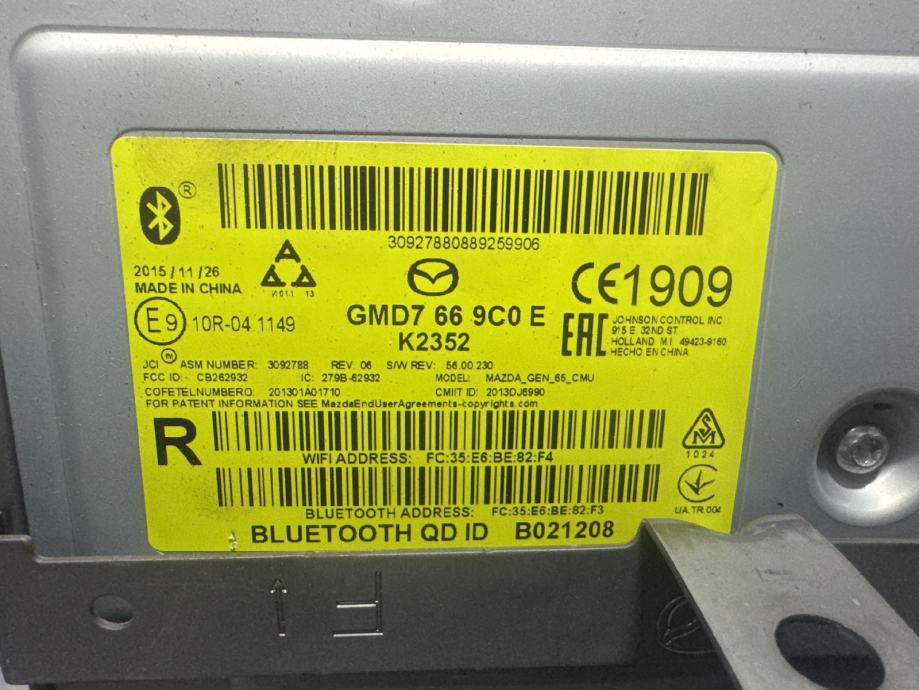 ®
30927880889259906
2015/11/26
MADE IN CHINA
E9 10R-04.1149
GMD7 66 9C0 E
K2352
CE1909
EAC
JOHNSON CONTROL INC
915 E. 32ND ST
HOLLAND MI 49423-9160
HECHO EN CHINA
JCI™ ASM NUMBER: 3092788 REV. 06 S/W REV: 56.00.230
FCC ID: CB262932 IC: 279B-62932 MODEL: MAZDA_GEN_65_CMU
COFETELNUMBERO: 201301A01710 CMIIT ID: 2013DJ6990
FOR PATENT INFORMATION SEE MazdaEndUserAgreements-copyrights.com
R
WIFI ADDRESS: FC:35:E6:BE:82:F4
1024
BLUETOOTH ADDRESS: FC:35:E6:BE:82:F3
UA.TR.004
BLUETOOTH QD ID B021208
F